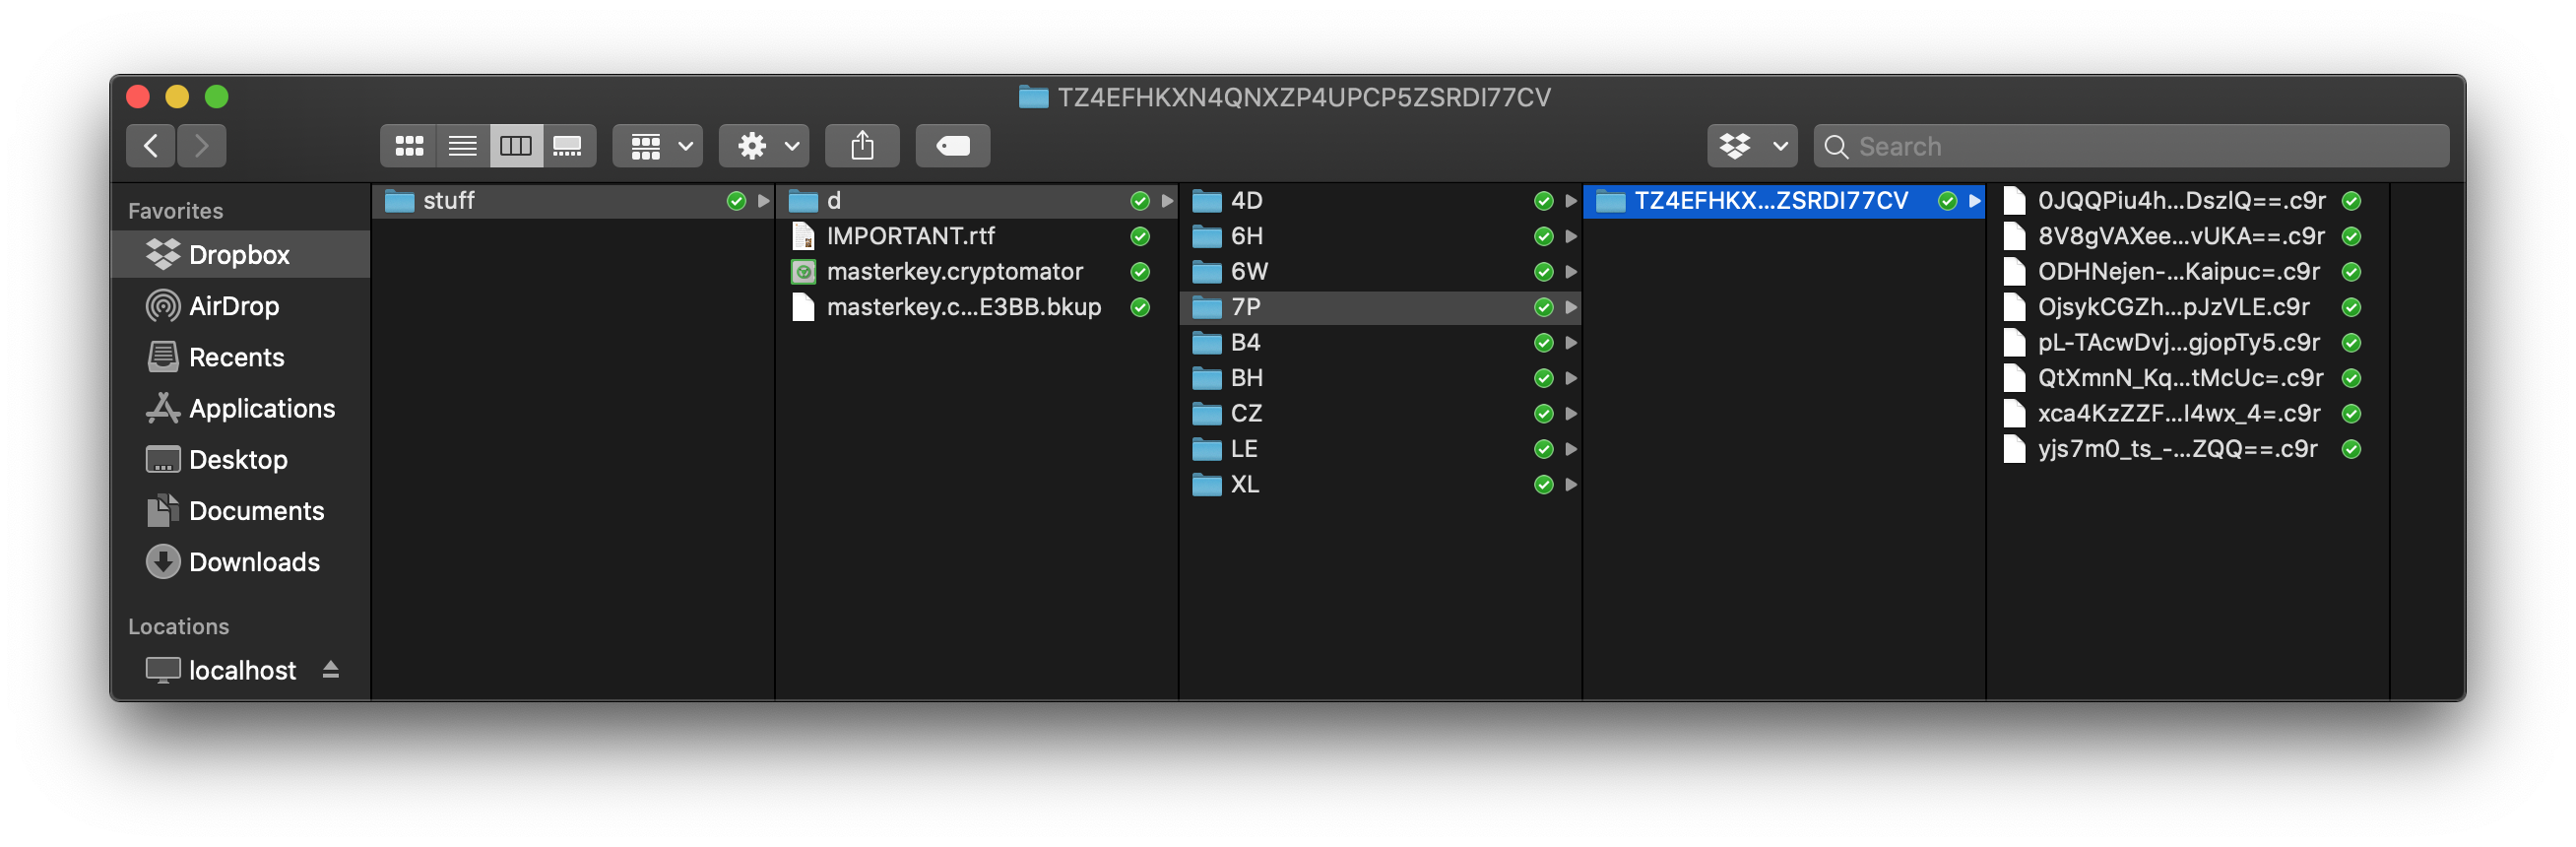 TZ4EFHKXN4QNXZP4UPCP5ZSRDI77CV
Search
Favorites
Dropbox
AirDrop
Recents
Applications
Desktop
Documents
Downloads
Locations
localhost
stuff
d
IMPORTANT.rtf
masterkey.cryptomator
masterkey.c...E3BB.bkup
4D
6H
6W
7P
B4
BH
CZ
LE
XL
TZ4EFHKX...ZSRDI77CV
0JQQPiu4h...DszlQ==.c9r
8V8gVAXee...vUKA==.c9r
ODHNejen-...Kaipuc=.c9r
OjsykCGZh...pJzVLE.c9r
pL-TAcwDvj...gjopTy5.c9r
QtXmnN_Kq...tMcUc=.c9r
xca4KzZZF...I4wx_4=.c9r
yjs7m0_ts_-...ZQQ==.c9r